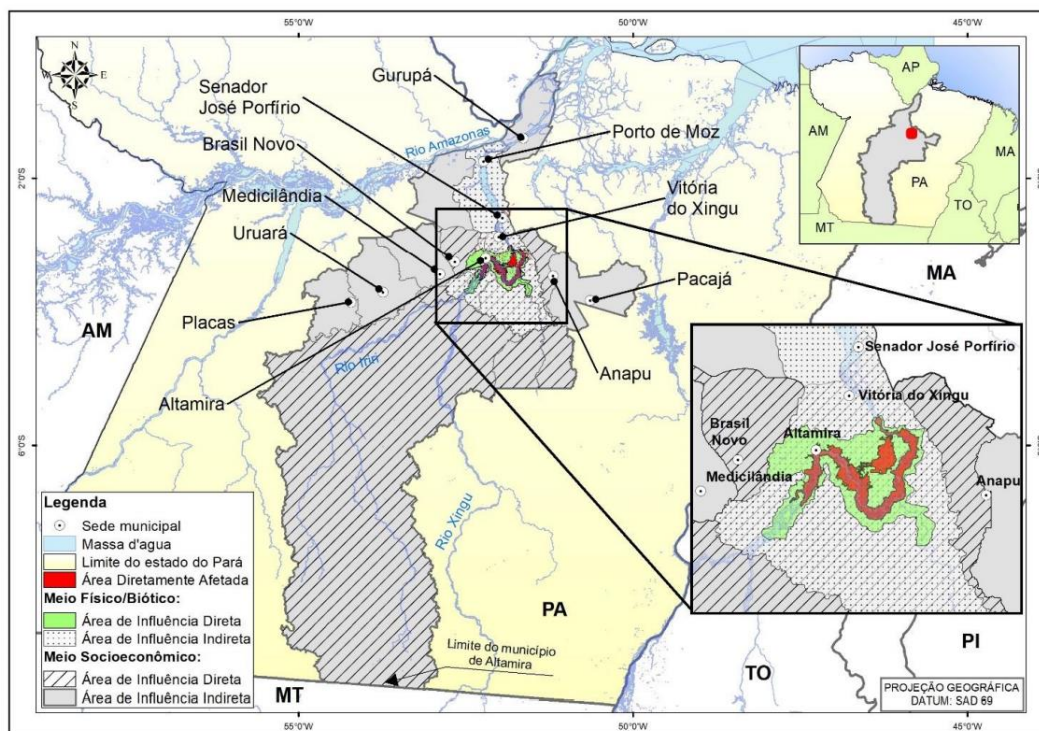 55°0'W
50°0'W
45°0'W
N
W
E
S
Senador
José Porfírio
Gurupá
Brasil Novo
Rio Amazonas
Porto de Moz
Medicilândia
Vitória
do Xingu
Uruará
2°S
AP
AM
PA
MA
TO
MT
MA
AM
Placas
Pacajá
Rio Iriri
Anapu
Altamira
6°0'S
Senador José Porfírio
Vitória do Xingu
Brasil
Novo
Altamira
Medicilândia
Anapu
Rio Xingu
PA
Limite do município
de Altamira
MT
TO
PI
Legenda
Sede municipal
Massa d'agua
Limite do estado do Pará
Área Diretamente Afetada
Meio Físico/Biótico:
Área de Influência Direta
Área de Influência Indireta
Meio Socioeconômico:
Área de Influência Direta
Área de Influência Indireta
PROJEÇÃO GEOGRÁFICA
DATUM: SAD 69
55°0'W
50°0'W
45°0'W